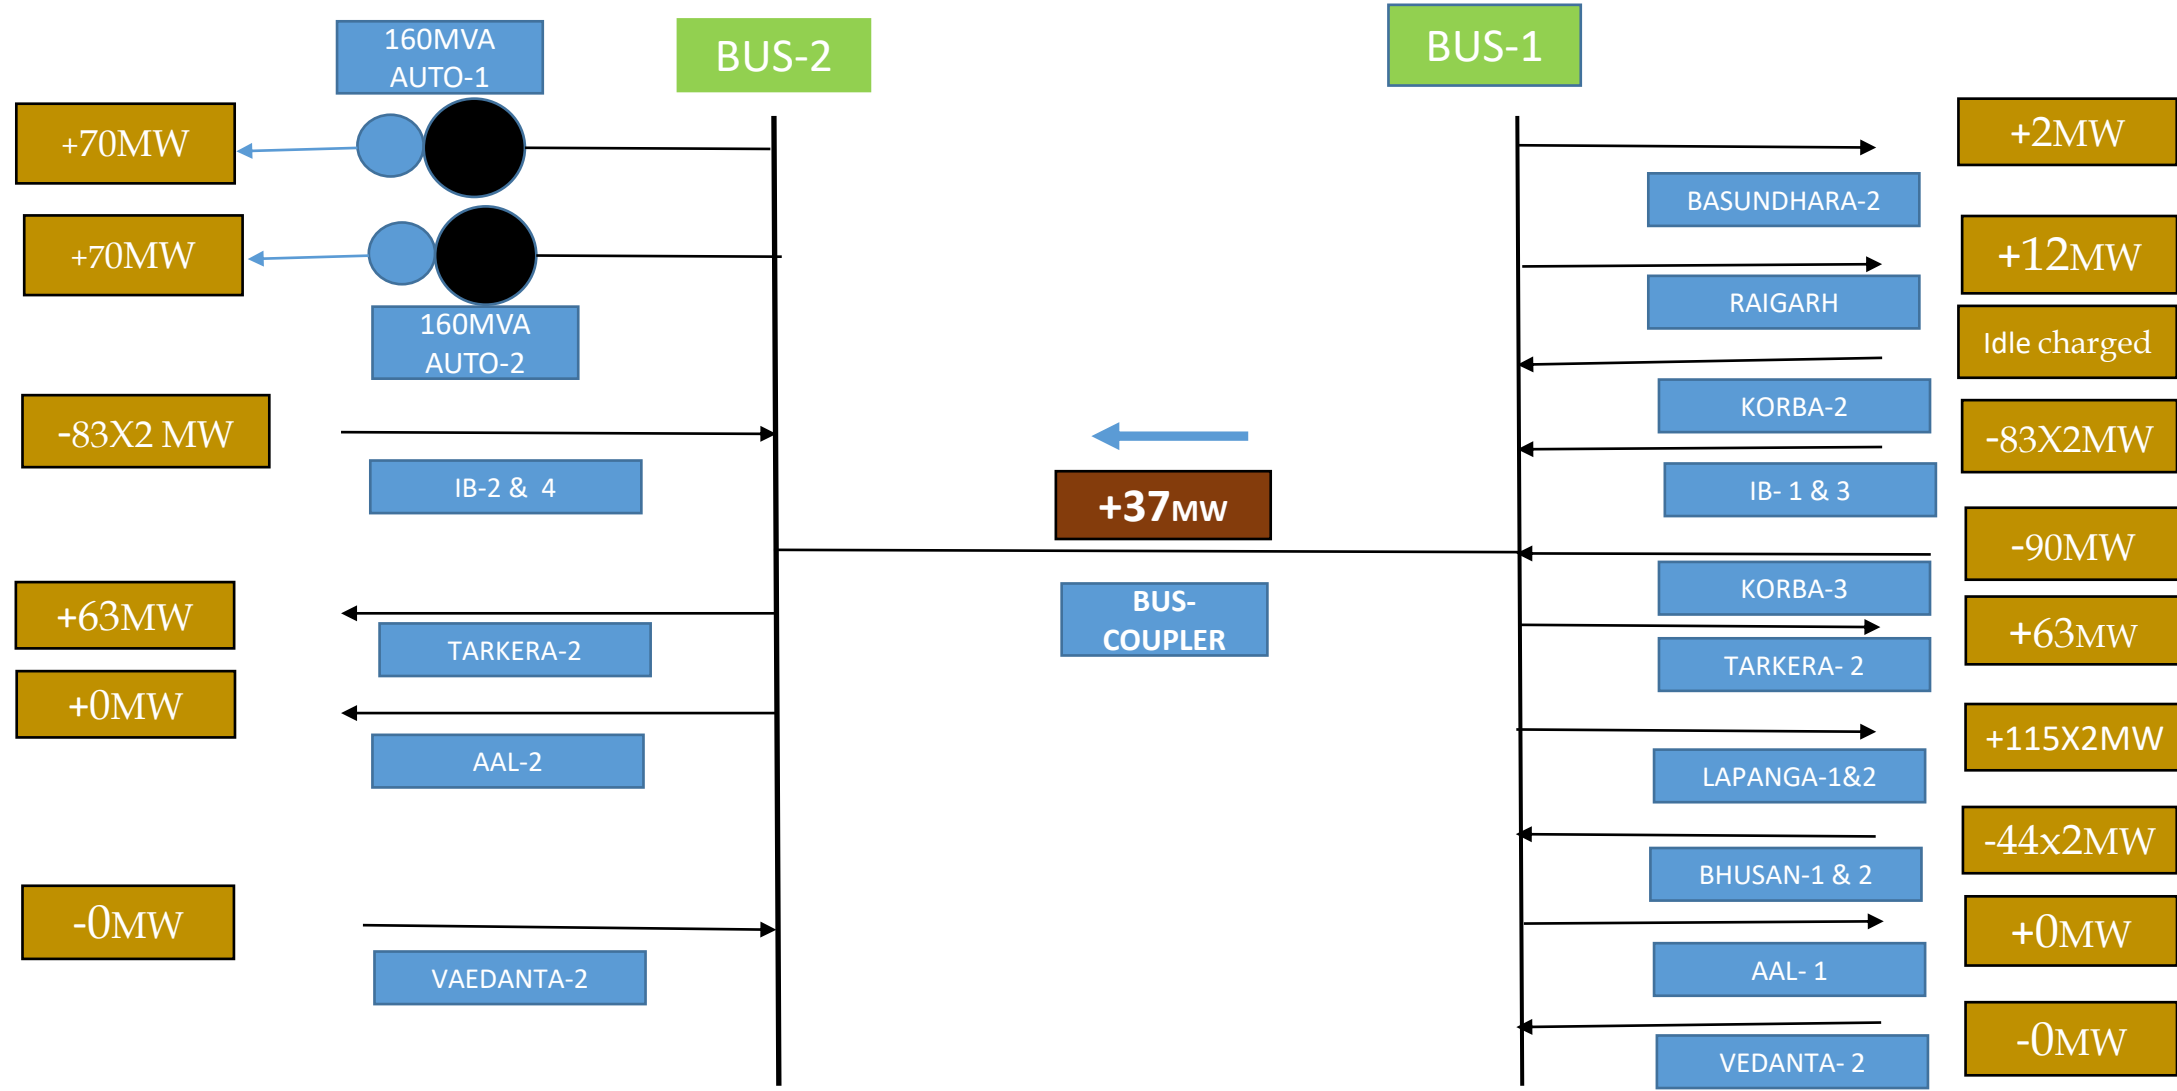 160MVA
AUTO-1
BUS-2
BUS-1
+70MW
+2MW
BASUNDHARA-2
+70MW
+12MW
160MVA
AUTO-2
RAIGARH
Idle charged
KORBA-2
-83X2 MW
-83X2MW
IB-2 & 4
IB- 1 & 3
+37MW
-90MW
BUS-
COUPLER
KORBA-3
+63MW
+63MW
TARKERA-2
TARKERA- 2
+0MW
+115X2MW
AAL-2
LAPANGA-1&2
-44x2MW
BHUSAN-1 & 2
-0MW
+0MW
VAEDANTA-2
AAL- 1
-0MW
VEDANTA- 2